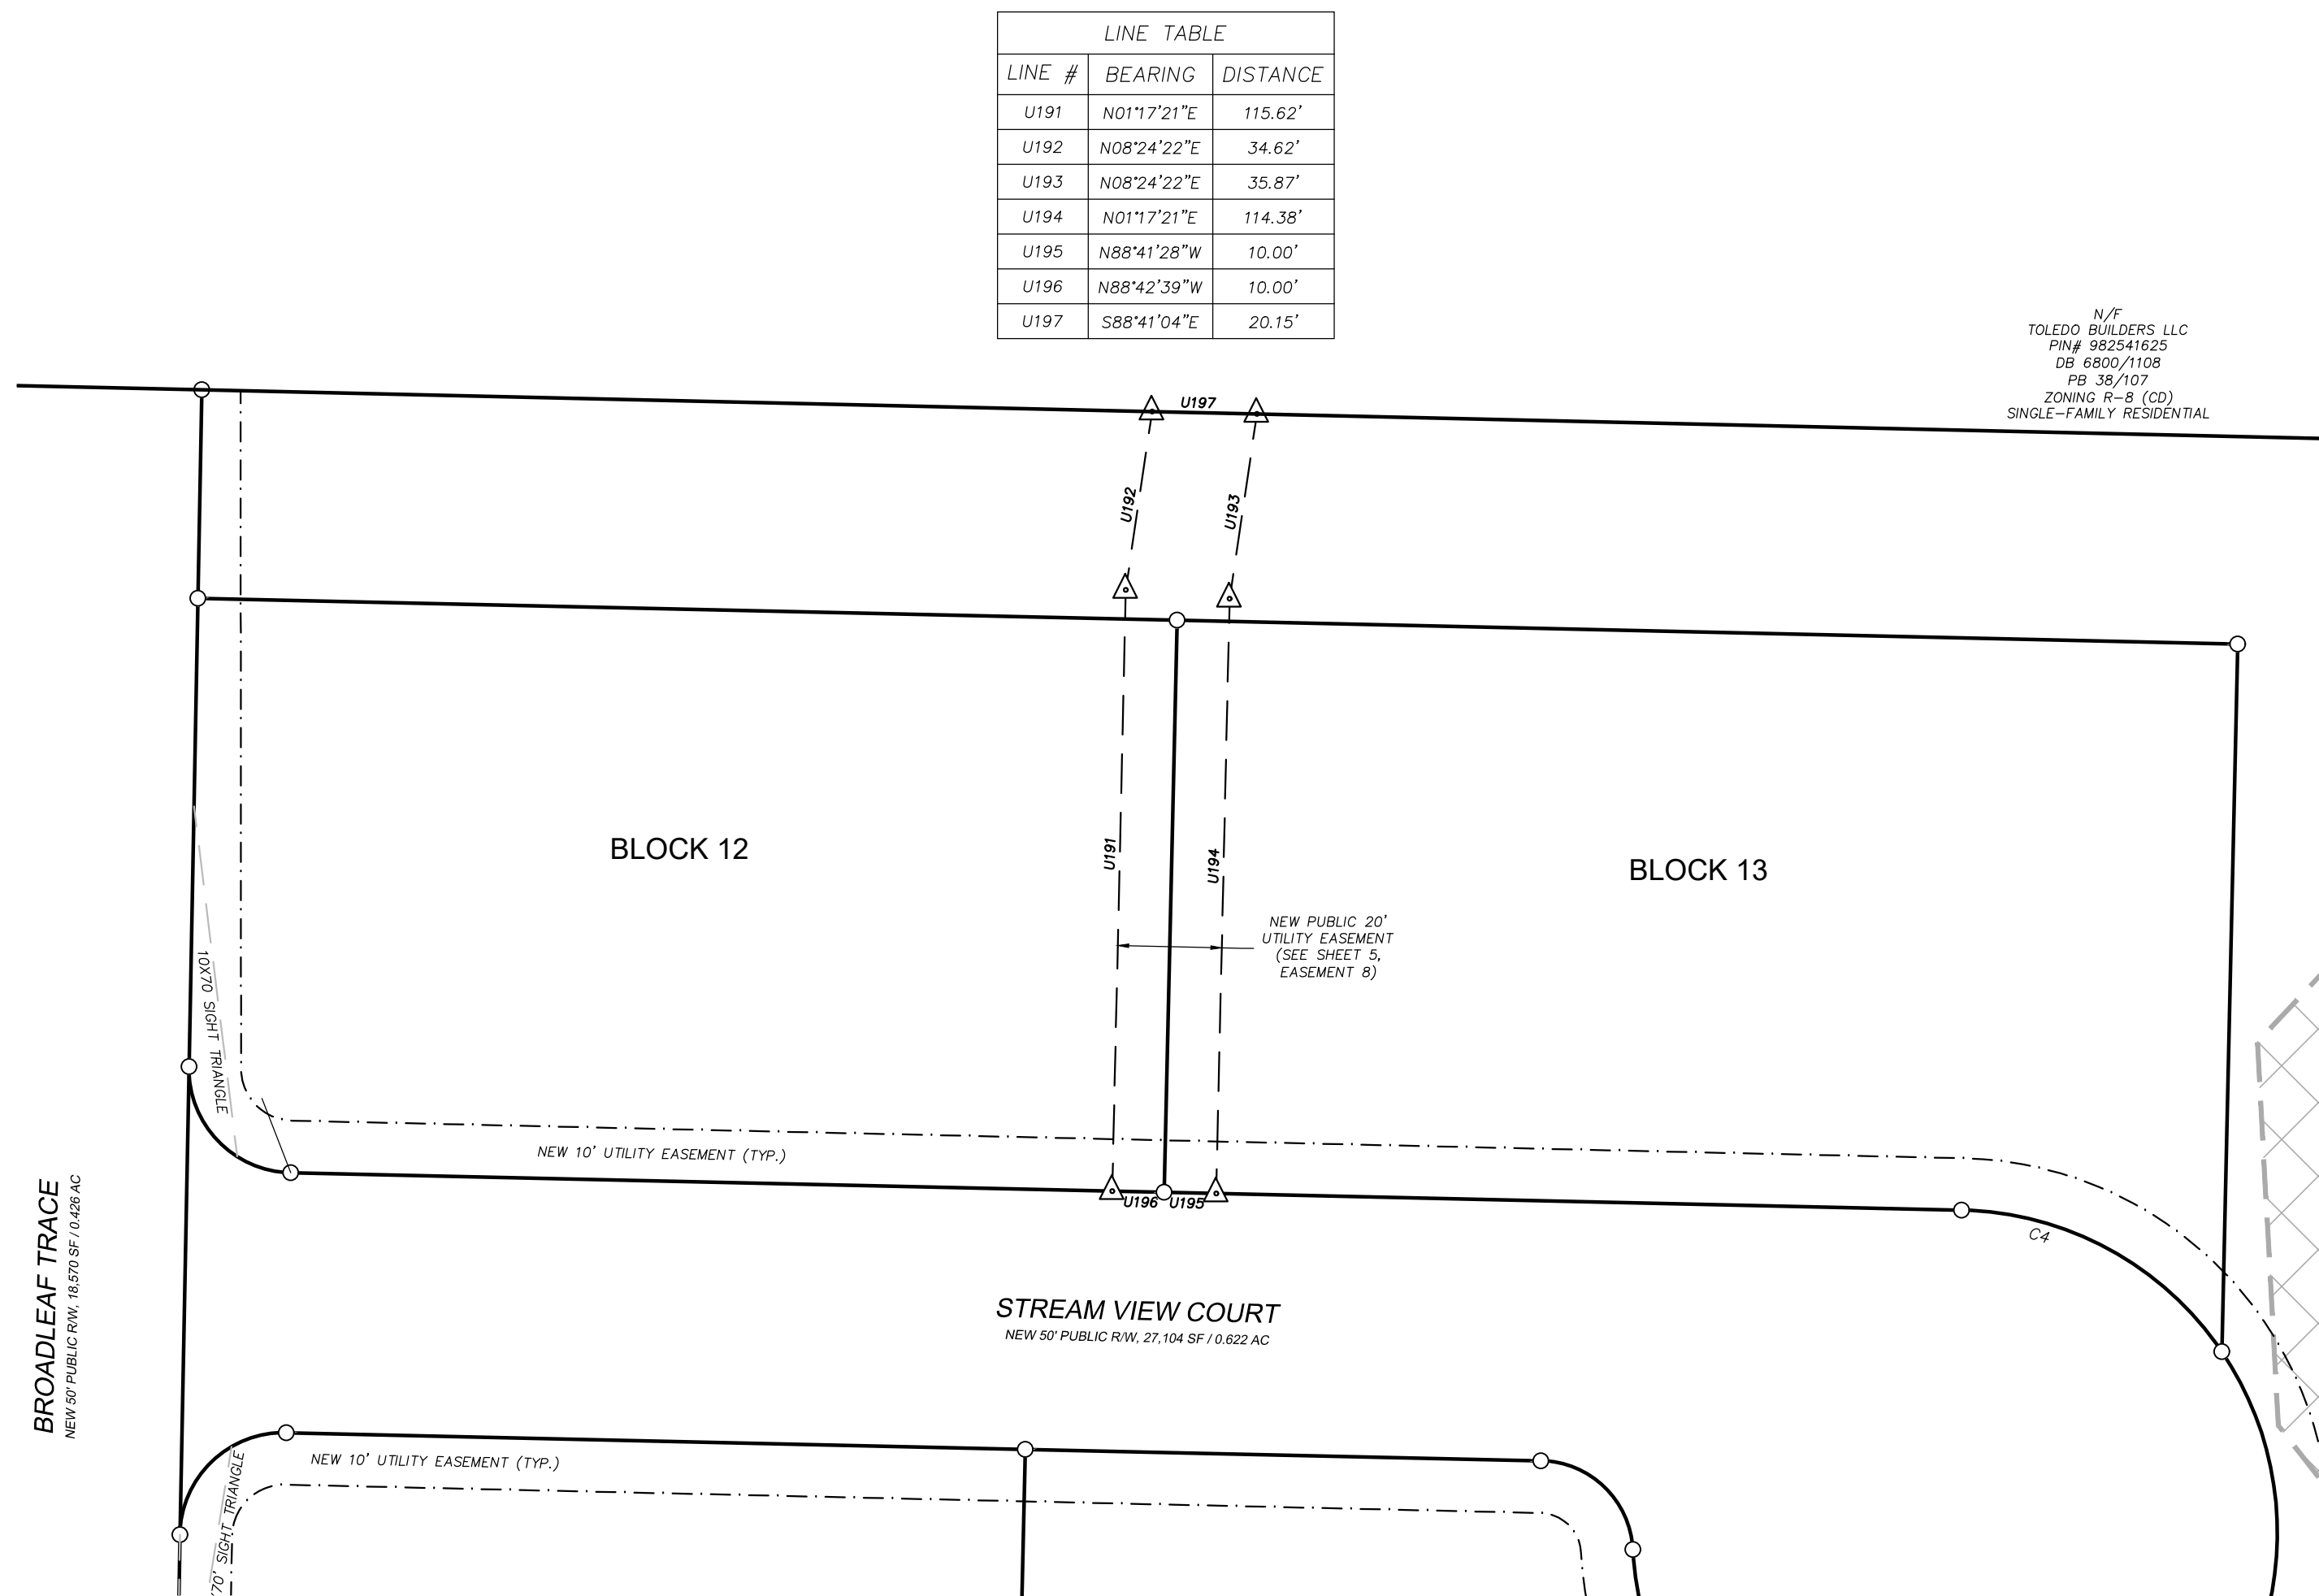 LINE TABLE
LINE # BEARING DISTANCE
U191 N01°17'21"E 115.62'
U192 N08°24'22"E 34.62'
U193 N08°24'22"E 35.87'
U194 N01°17'21"E 114.38'
U195 N88°41'28"W 10.00'
U196 N88°42'39"W 10.00'
U197 S88°41'04"E 20.15'
N/F
TOLEDO BUILDERS LLC
PIN# 982541625
DB 6800/1108
PB 38/107
ZONING R-8 (CD)
SINGLE-FAMILY RESIDENTIAL
U197
U192
U193
BLOCK 12
U191
U194
BLOCK 13
NEW PUBLIC 20'
UTILITY EASEMENT
(SEE SHEET 5,
EASEMENT 8)
10X70 SIGHT TRIANGLE
NEW 10' UTILITY EASEMENT (TYP.)
U196 U195
C4
BROADLEAF TRACE
NEW 50' PUBLIC R/W, 18,570 SF / 0.426 AC
STREAM VIEW COURT
NEW 50' PUBLIC R/W, 27,104 SF / 0.622 AC
NEW 10' UTILITY EASEMENT (TYP.)
70' SIGHT TRIANGLE